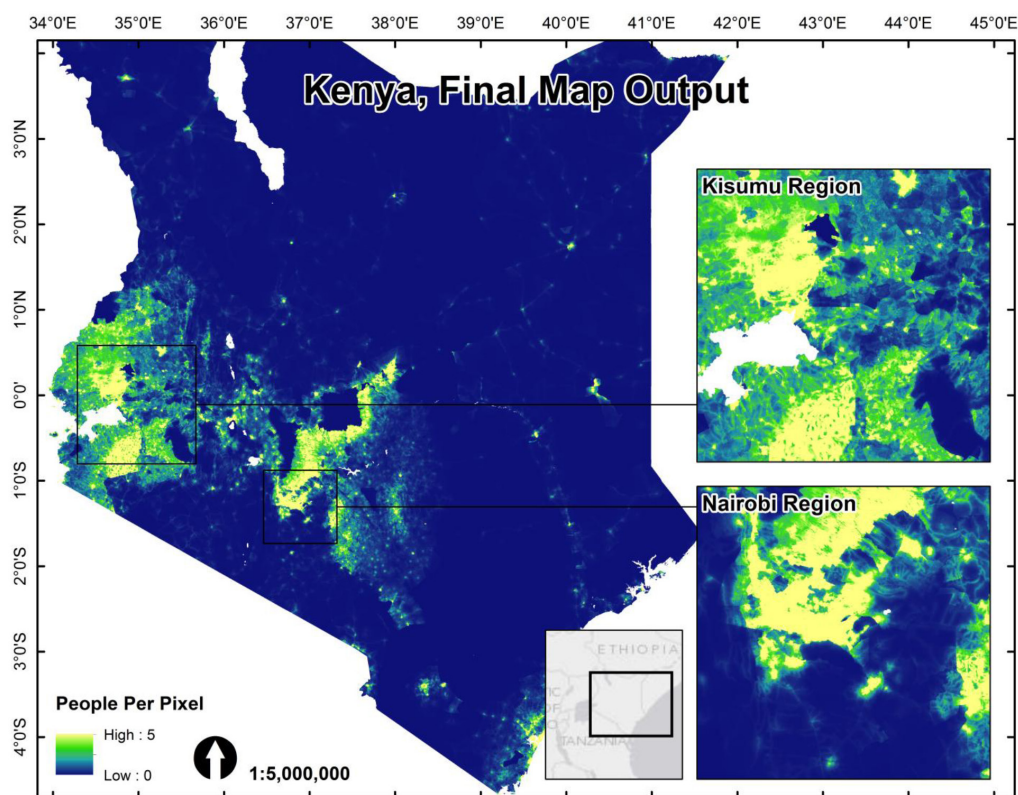 34°0'E 35°0'E 36°0'E 37°0'E 38°0'E 39°0'E 40°0'E 41°0'E 42°0'E 43°0'E 44°0'E 45°0'E
Kenya, Final Map Output
3°0'N
2°0'N
1°0'N
0°0'
1°0'S
2°0'S
3°0'S
4°0'S
Kisumu Region
Nairobi Region
ETHIOPIA
TANZANIA
People Per Pixel
High : 5
Low : 0
1:5,000,000